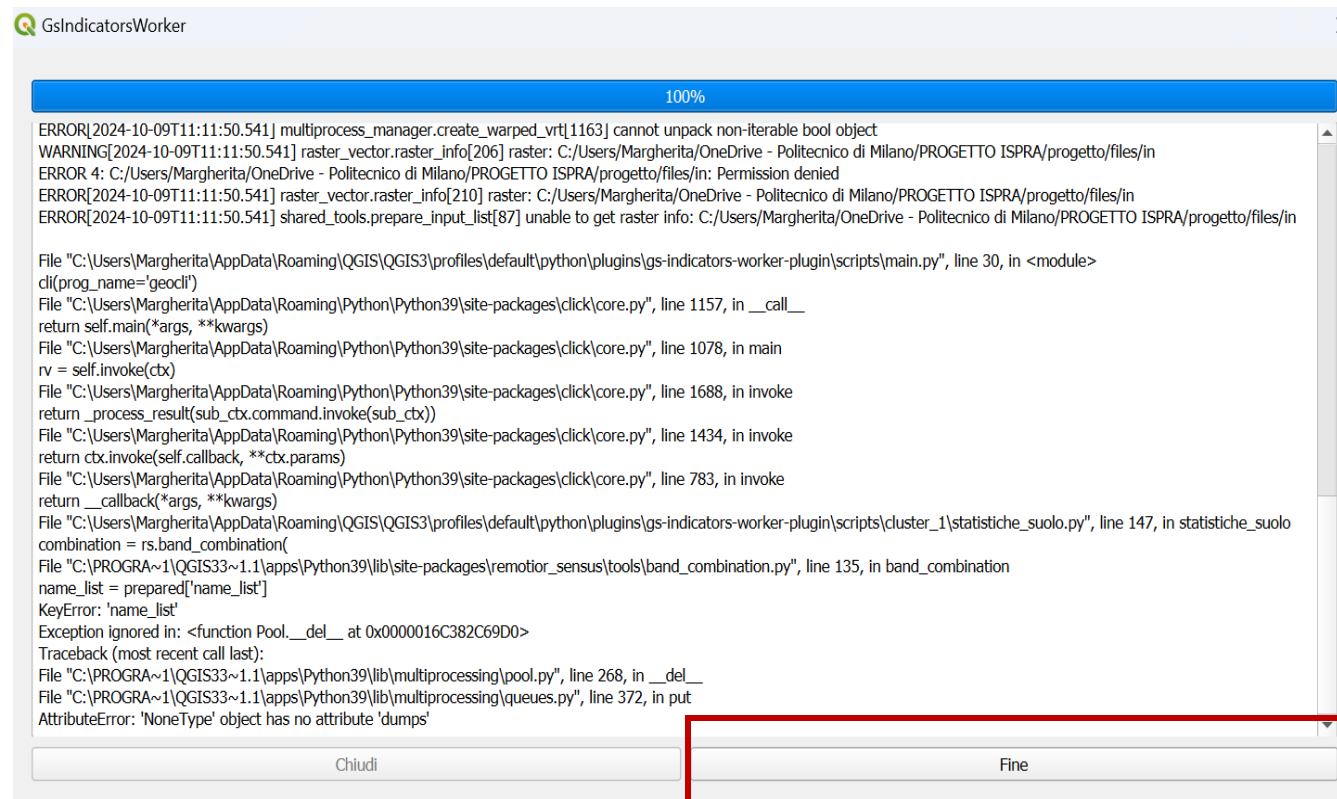 GsIndicatorsWorker
100%
ERROR[2024-10-09T11:11:50.541] multiprocess_manager.create_warped_vrt[1163] cannot unpack non-iterable bool object
WARNING[2024-10-09T11:11:50.541] raster_vector.raster_info[206] raster: C:/Users/Margherita/OneDrive - Politecnico di Milano/PROGETTO ISPRA/progetto/files/in
ERROR 4: C:/Users/Margherita/OneDrive - Politecnico di Milano/PROGETTO ISPRA/progetto/files/in: Permission denied
ERROR[2024-10-09T11:11:50.541] raster_vector.raster_info[210] raster: C:/Users/Margherita/OneDrive - Politecnico di Milano/PROGETTO ISPRA/progetto/files/in
ERROR[2024-10-09T11:11:50.541] shared_tools.prepare_input_list[87] unable to get raster info: C:/Users/Margherita/OneDrive - Politecnico di Milano/PROGETTO ISPRA/progetto/files/in
File "C:\Users\Margherita\AppData\Roaming\QGIS\QGIS3\profiles\default\python\plugins\gs-indicators-worker-plugin\scripts\main.py", line 30, in <module>
cli(prog_name='geocli')
File "C:\Users\Margherita\AppData\Roaming\Python\Python39\site-packages\click\core.py", line 1157, in __call__
return self.main(*args, **kwargs)
File "C:\Users\Margherita\AppData\Roaming\Python\Python39\site-packages\click\core.py", line 1078, in main
rv = self.invoke(ctx)
File "C:\Users\Margherita\AppData\Roaming\Python\Python39\site-packages\click\core.py", line 1688, in invoke
return _process_result(sub_ctx.command.invoke(sub_ctx))
File "C:\Users\Margherita\AppData\Roaming\Python\Python39\site-packages\click\core.py", line 1434, in invoke
return ctx.invoke(self.callback, **ctx.params)
File "C:\Users\Margherita\AppData\Roaming\Python\Python39\site-packages\click\core.py", line 783, in invoke
return __callback(*args, **kwargs)
File "C:\Users\Margherita\AppData\Roaming\QGIS\QGIS3\profiles\default\python\plugins\gs-indicators-worker-plugin\scripts\cluster_1\statistiche_suolo.py", line 147, in statistiche_suolo
combination = rs.band_combination(
File "C:\PROGRA~1\QGIS33~1.1\apps\Python39\lib\site-packages\remotior_sensus\tools\band_combination.py", line 135, in band_combination
name_list = prepared['name_list']
KeyError: 'name_list'
Exception ignored in: <function Pool.__del__ at 0x0000016C382C69D0>
Traceback (most recent call last):
File "C:\PROGRA~1\QGIS33~1.1\apps\Python39\lib\multiprocessing\pool.py", line 268, in __del__
File "C:\PROGRA~1\QGIS33~1.1\apps\Python39\lib\multiprocessing\queues.py", line 372, in put
AttributeError: 'NoneType' object has no attribute 'dumps'
Chiudi
Fine